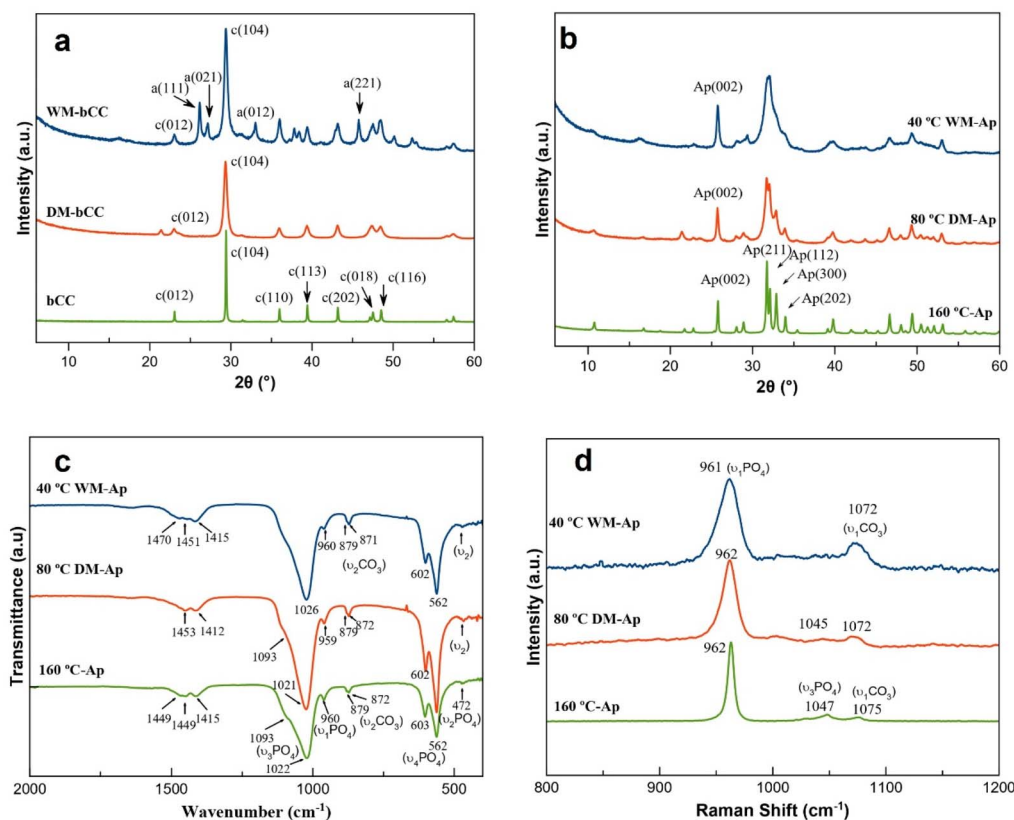 a
c(104)
a(021)
a(111)
a(221)
WM-bCC
a(012)
c(012)
c(104)
DM-bCC
c(012)
c(104)
c(113)
c(018)
c(116)
bCC
c(012)
c(110)
c(202)
10 20 30 40 50 60
2θ (°)
Intensity (a.u.)
b
Ap(002)
40 ºC WM-Ap
Ap(002)
80 ºC DM-Ap
Ap(211)
Ap(112)
Ap(002)
Ap(300)
Ap(202)
160 ºC-Ap
10 20 30 40 50 60
2θ (°)
Intensity (a.u.)
c
40 ºC WM-Ap
1470 1451 1415
960 879 871
(υ₂CO₃)
(υ₂)
602
1026
562
80 ºC DM-Ap
1453 1412
959 879 872
(υ₂)
1093
602
1021
160 ºC-Ap
1449 1449 1415
960 879 872
472
(υ₁PO₄) (υ₂CO₃)
603
(υ₂PO₄)
1093
(υ₃PO₄)
1022
562
(υ₄PO₄)
2000 1500 1000 500
Wavenumber (cm⁻¹)
Transmittance (a.u)
d
961 (υ₁PO₄)
40 ºC WM-Ap
1072
(υ₁CO₃)
962
80 ºC DM-Ap
1045 1072
962
160 ºC-Ap
(υ₃PO₄) (υ₁CO₃)
1047 1075
800 900 1000 1100 1200
Raman Shift (cm⁻¹)
Intensity (a.u.)